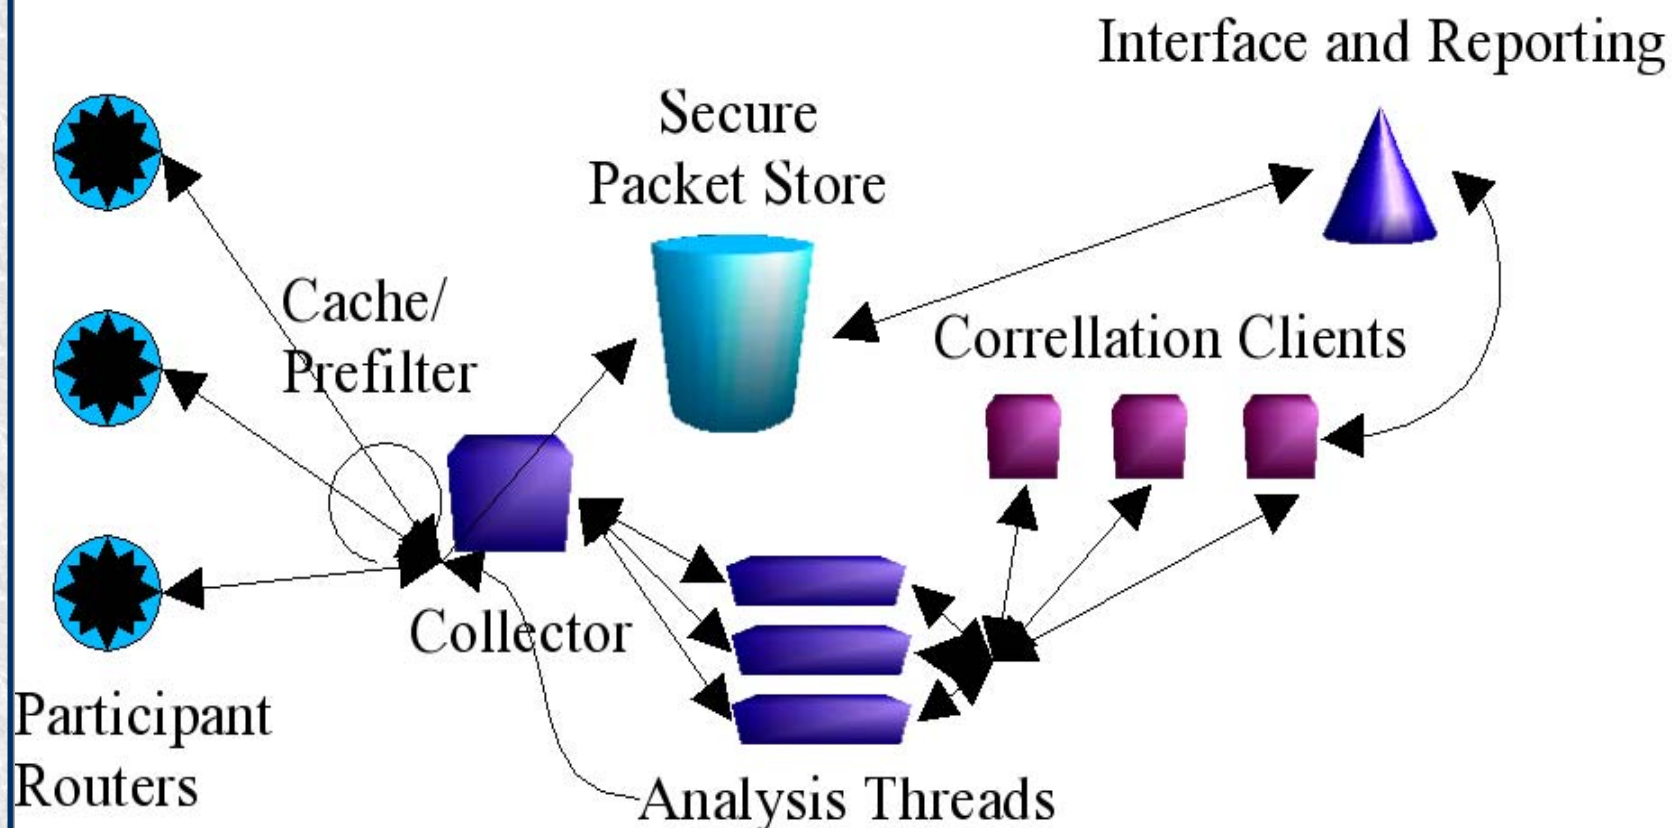 Interface and Reporting
Secure
Packet Store
Cache/
Prefilter
Correllation Clients
Collector
Participant
Routers
Analysis Threads